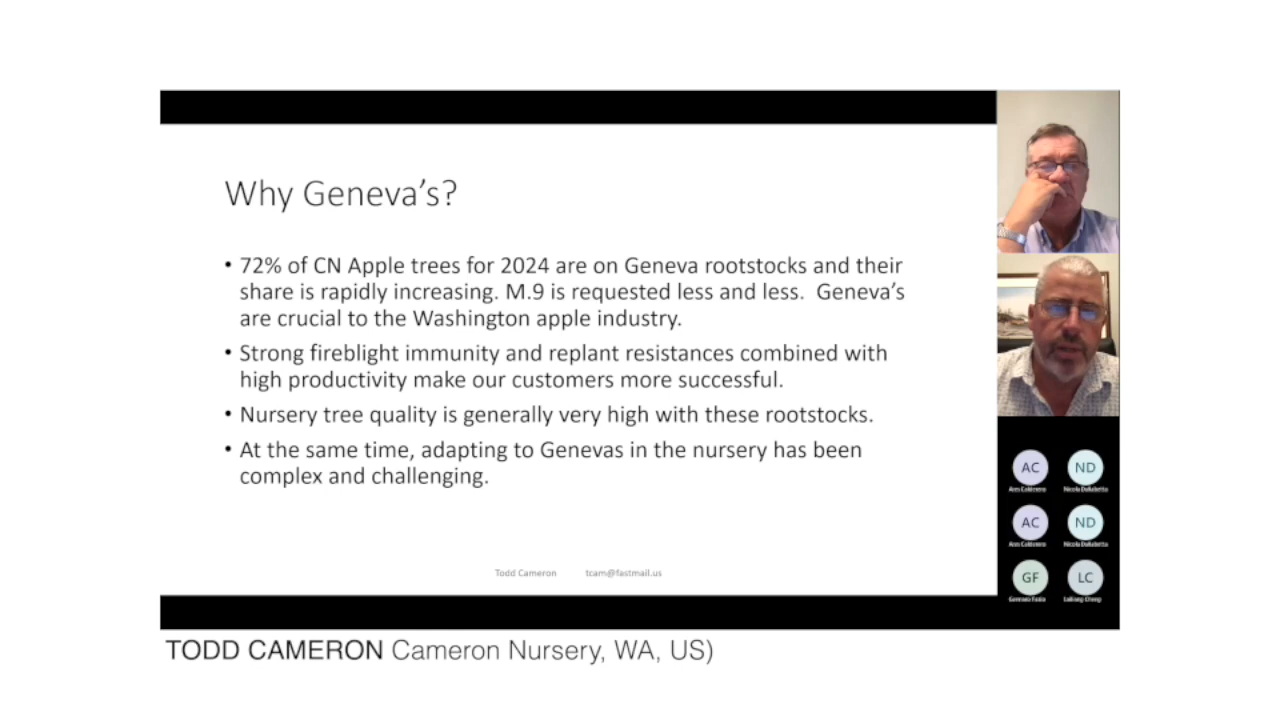 Why Geneva's?
• 72% of CN Apple trees for 2024 are on Geneva rootstocks and their
share is rapidly increasing. M.9 is requested less and less.  Geneva's
are crucial to the Washington apple industry.
• Strong fireblight immunity and replant resistances combined with
high productivity make our customers more successful.
• Nursery tree quality is generally very high with these rootstocks.
• At the same time, adapting to Genevas in the nursery has been
complex and challenging.
Todd Cameron tcam@fastmail.us
AC ND
AC ND
GF LC
TODD CAMERON Cameron Nursery, WA, US)